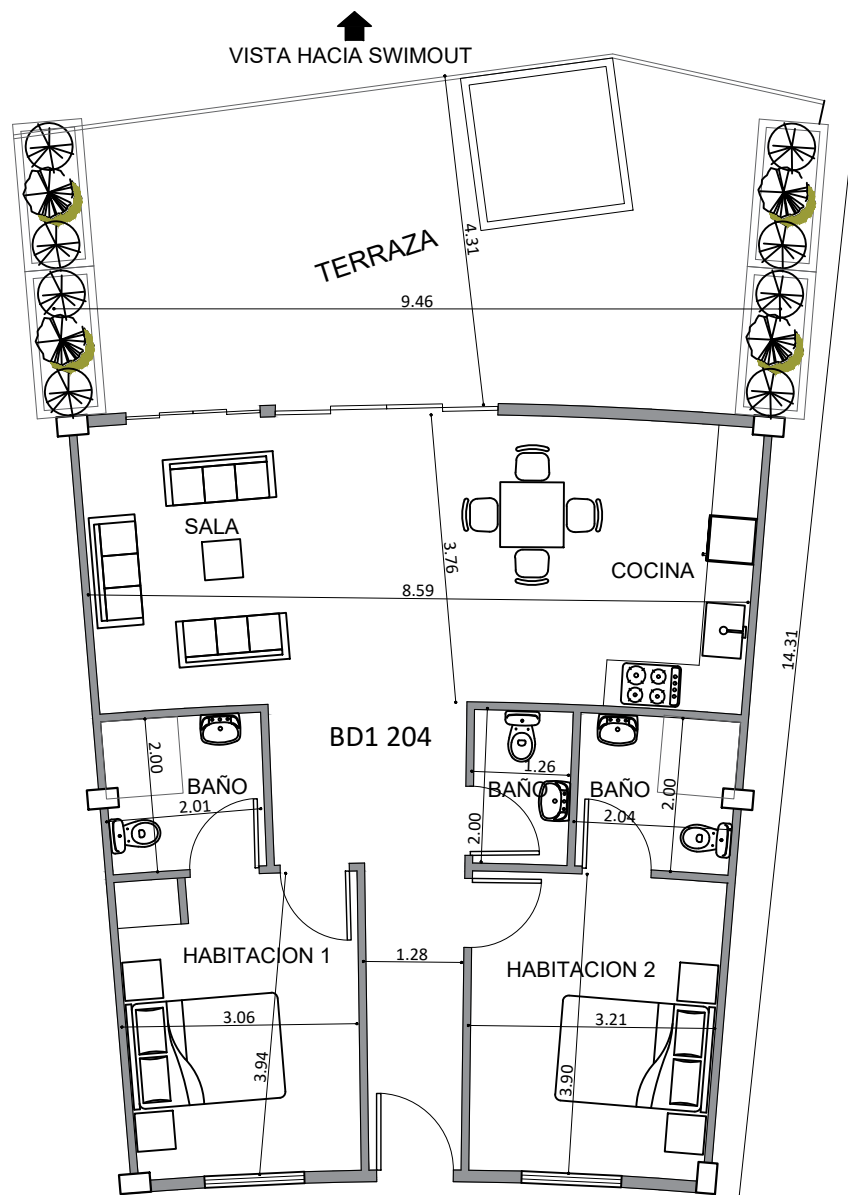 VISTA HACIA SWIMOUT
TERRAZA
4.31
9.46
SALA
3.76
COCINA
8.59
14.31
BD1 204
2.00
BAÑO
2.01
1.26
BAÑO
2.00
BAÑO
2.00
2.04
HABITACION 1
1.28
HABITACION 2
3.06
3.94
3.21
3.90